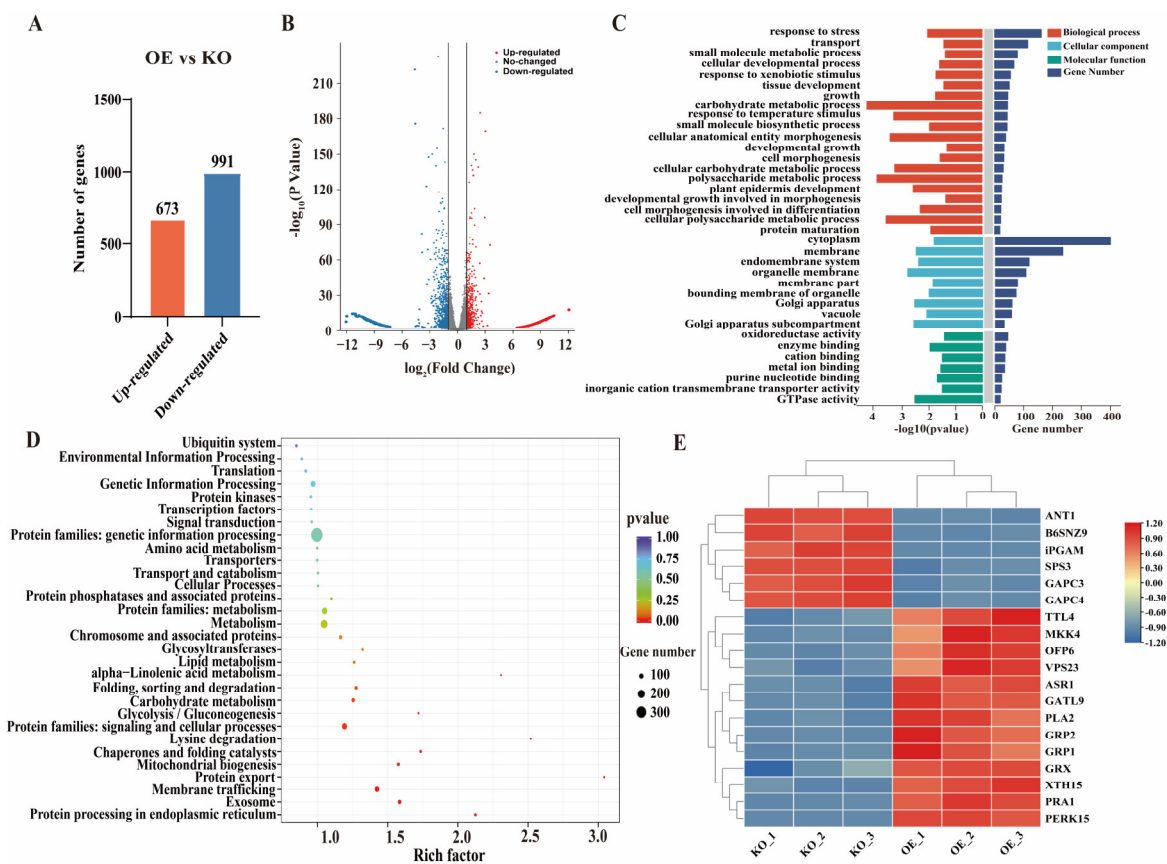 A
OE vs KO
Number of genes
1500
1000
500
0
673
991
Up-regulated
Down-regulated
B
Up-regulated
No-changed
Down-regulated
-log10(P Value)
210
180
150
120
90
60
30
0
−12 −9 −6 −3 0 3 6 9 12
log2(Fold Change)
C
response to stress
transport
small molecule metabolic process
cellular developmental process
response to xenobiotic stimulus
tissue development
growth
carbohydrate metabolic process
response to temperature stimulus
small molecule biosynthetic process
cellular anatomical entity morphogenesis
developmental growth
cell morphogenesis
cellular carbohydrate metabolic process
polysaccharide metabolic process
plant epidermis development
developmental growth involved in morphogenesis
cell morphogenesis involved in differentiation
cellular polysaccharide metabolic process
protein maturation
cytoplasm
membrane
endomembrane system
organelle membrane
membrane part
bounding membrane of organelle
Golgi apparatus
vacuole
Golgi apparatus subcompartment
oxidoreductase activity
enzyme binding
cation binding
metal ion binding
purine nucleotide binding
inorganic cation transmembrane transporter activity
GTPase activity
Biological process
Cellular component
Molecular function
Gene Number
4 3 2 1 0 0 100 200 300 400
-log10(pvalue) Gene number
D
Ubiquitin system
Environmental Information Processing
Translation
Genetic Information Processing
Protein kinases
Transcription factors
Signal transduction
Protein families: genetic information processing
Amino acid metabolism
Transporters
Transport and catabolism
Cellular Processes
Protein phosphatases and associated proteins
Protein families: metabolism
Metabolism
Chromosome and associated proteins
Glycosyltransferases
Lipid metabolism
alpha−Linolenic acid metabolism
Folding, sorting and degradation
Carbohydrate metabolism
Glycolysis / Gluconeogenesis
Protein families: signaling and cellular processes
Lysine degradation
Chaperones and folding catalysts
Mitochondrial biogenesis
Protein export
Membrane trafficking
Exosome
Protein processing in endoplasmic reticulum
1.0 1.5 2.0 2.5 3.0
Rich factor
pvalue
1.00
0.75
0.50
0.25
0.00
Gene number
100
200
300
E
ANT1
B6SNZ9
iPGAM
SPS3
GAPC3
GAPC4
TTL4
MKK4
OFP6
VPS23
ASR1
GATL9
PLA2
GRP2
GRP1
GRX
XTH15
PRA1
PERK15
KO_1
KO_2
KO_3
OE_1
OE_2
OE_3
1.20
0.90
0.60
0.30
0.00
-0.30
-0.60
-0.90
-1.20